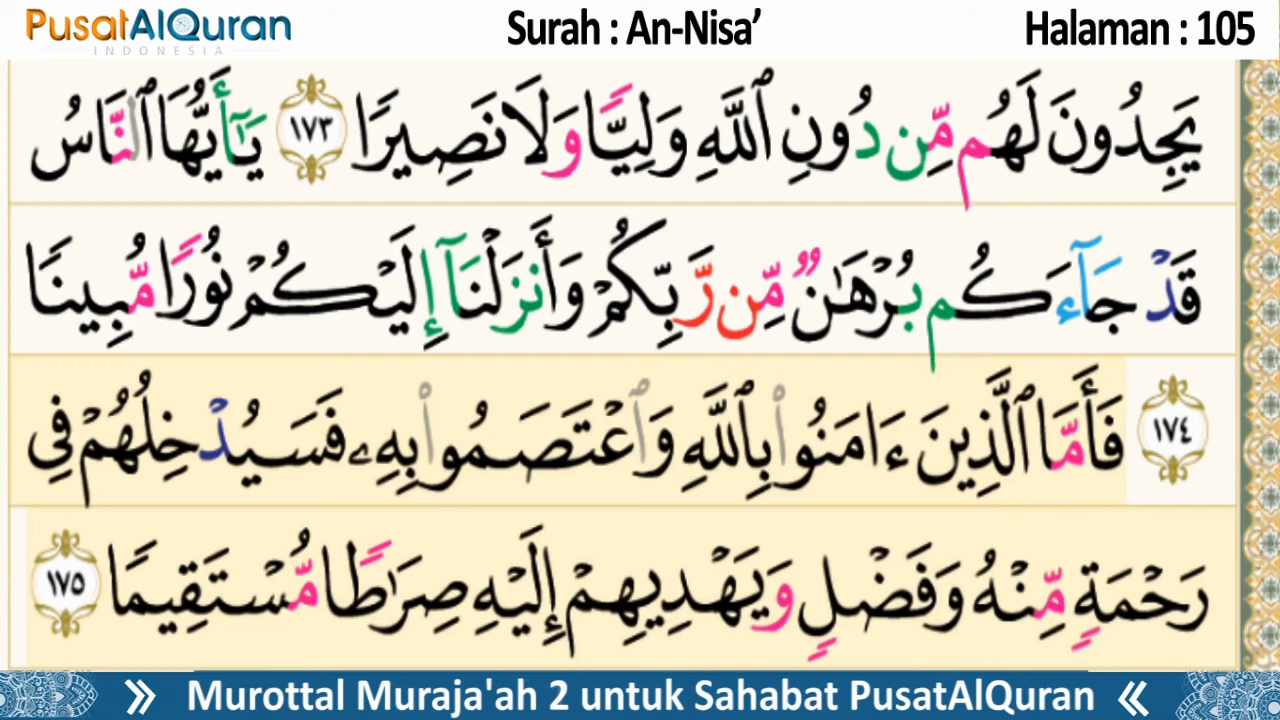 PusatAlQuran
INDONESIA
Surah : An-Nisa’
Halaman : 105
يَجِدُونَ لَهُم مِّن دُونِ ٱللَّهِ وَلِيًّا وَلَا نَصِيرًا ١٧٣ يَـٰٓأَيُّهَا ٱلنَّاسُ
قَدْ جَآءَكُم بُرْهَـٰنٌ مِّن رَّبِّكُمْ وَأَنزَلْنَآ إِلَيْكُمْ نُورًا مُّبِينًا
١٧٤ فَأَمَّا ٱلَّذِينَ ءَامَنُوا۟ بِٱللَّهِ وَٱعْتَصَمُوا۟ بِهِۦ فَسَيُدْخِلُهُمْ فِى
رَحْمَةٍ مِّنْهُ وَفَضْلٍ وَيَهْدِيهِمْ إِلَيْهِ صِرَٰطًا مُّسْتَقِيمًا ١٧٥
» Murottal Muraja'ah 2 untuk Sahabat PusatAlQuran «